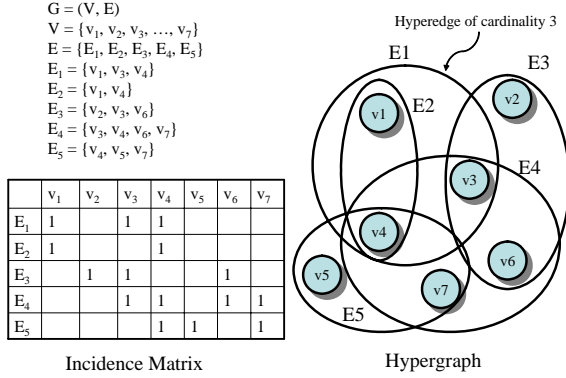 G = (V, E)
V = {v1, v2, v3, …, v7}
E = {E1, E2, E3, E4, E5}
E1 = {v1, v3, v4}
E2 = {v1, v4}
E3 = {v2, v3, v6}
E4 = {v3, v4, v6, v7}
E5 = {v4, v5, v7}
v1 v2 v3 v4 v5 v6 v7
E1 1 1 1
E2 1 1
E3 1 1 1
E4 1 1 1 1
E5 1 1 1
Incidence Matrix
Hyperedge of cardinality 3
E1
E3
v1
E2
v2
v3
E4
v4
v5
v7
v6
E5
Hypergraph